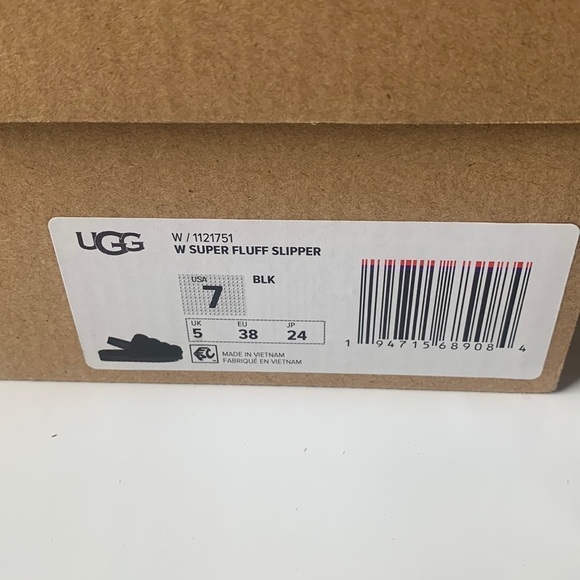 UGG
W / 1121751
W SUPER FLUFF SLIPPER
USA
7
BLK
UK EU JP
5 38 24
MADE IN VIETNAM
FABRIQUÉ EN VIETNAM
1 94715 68908 4